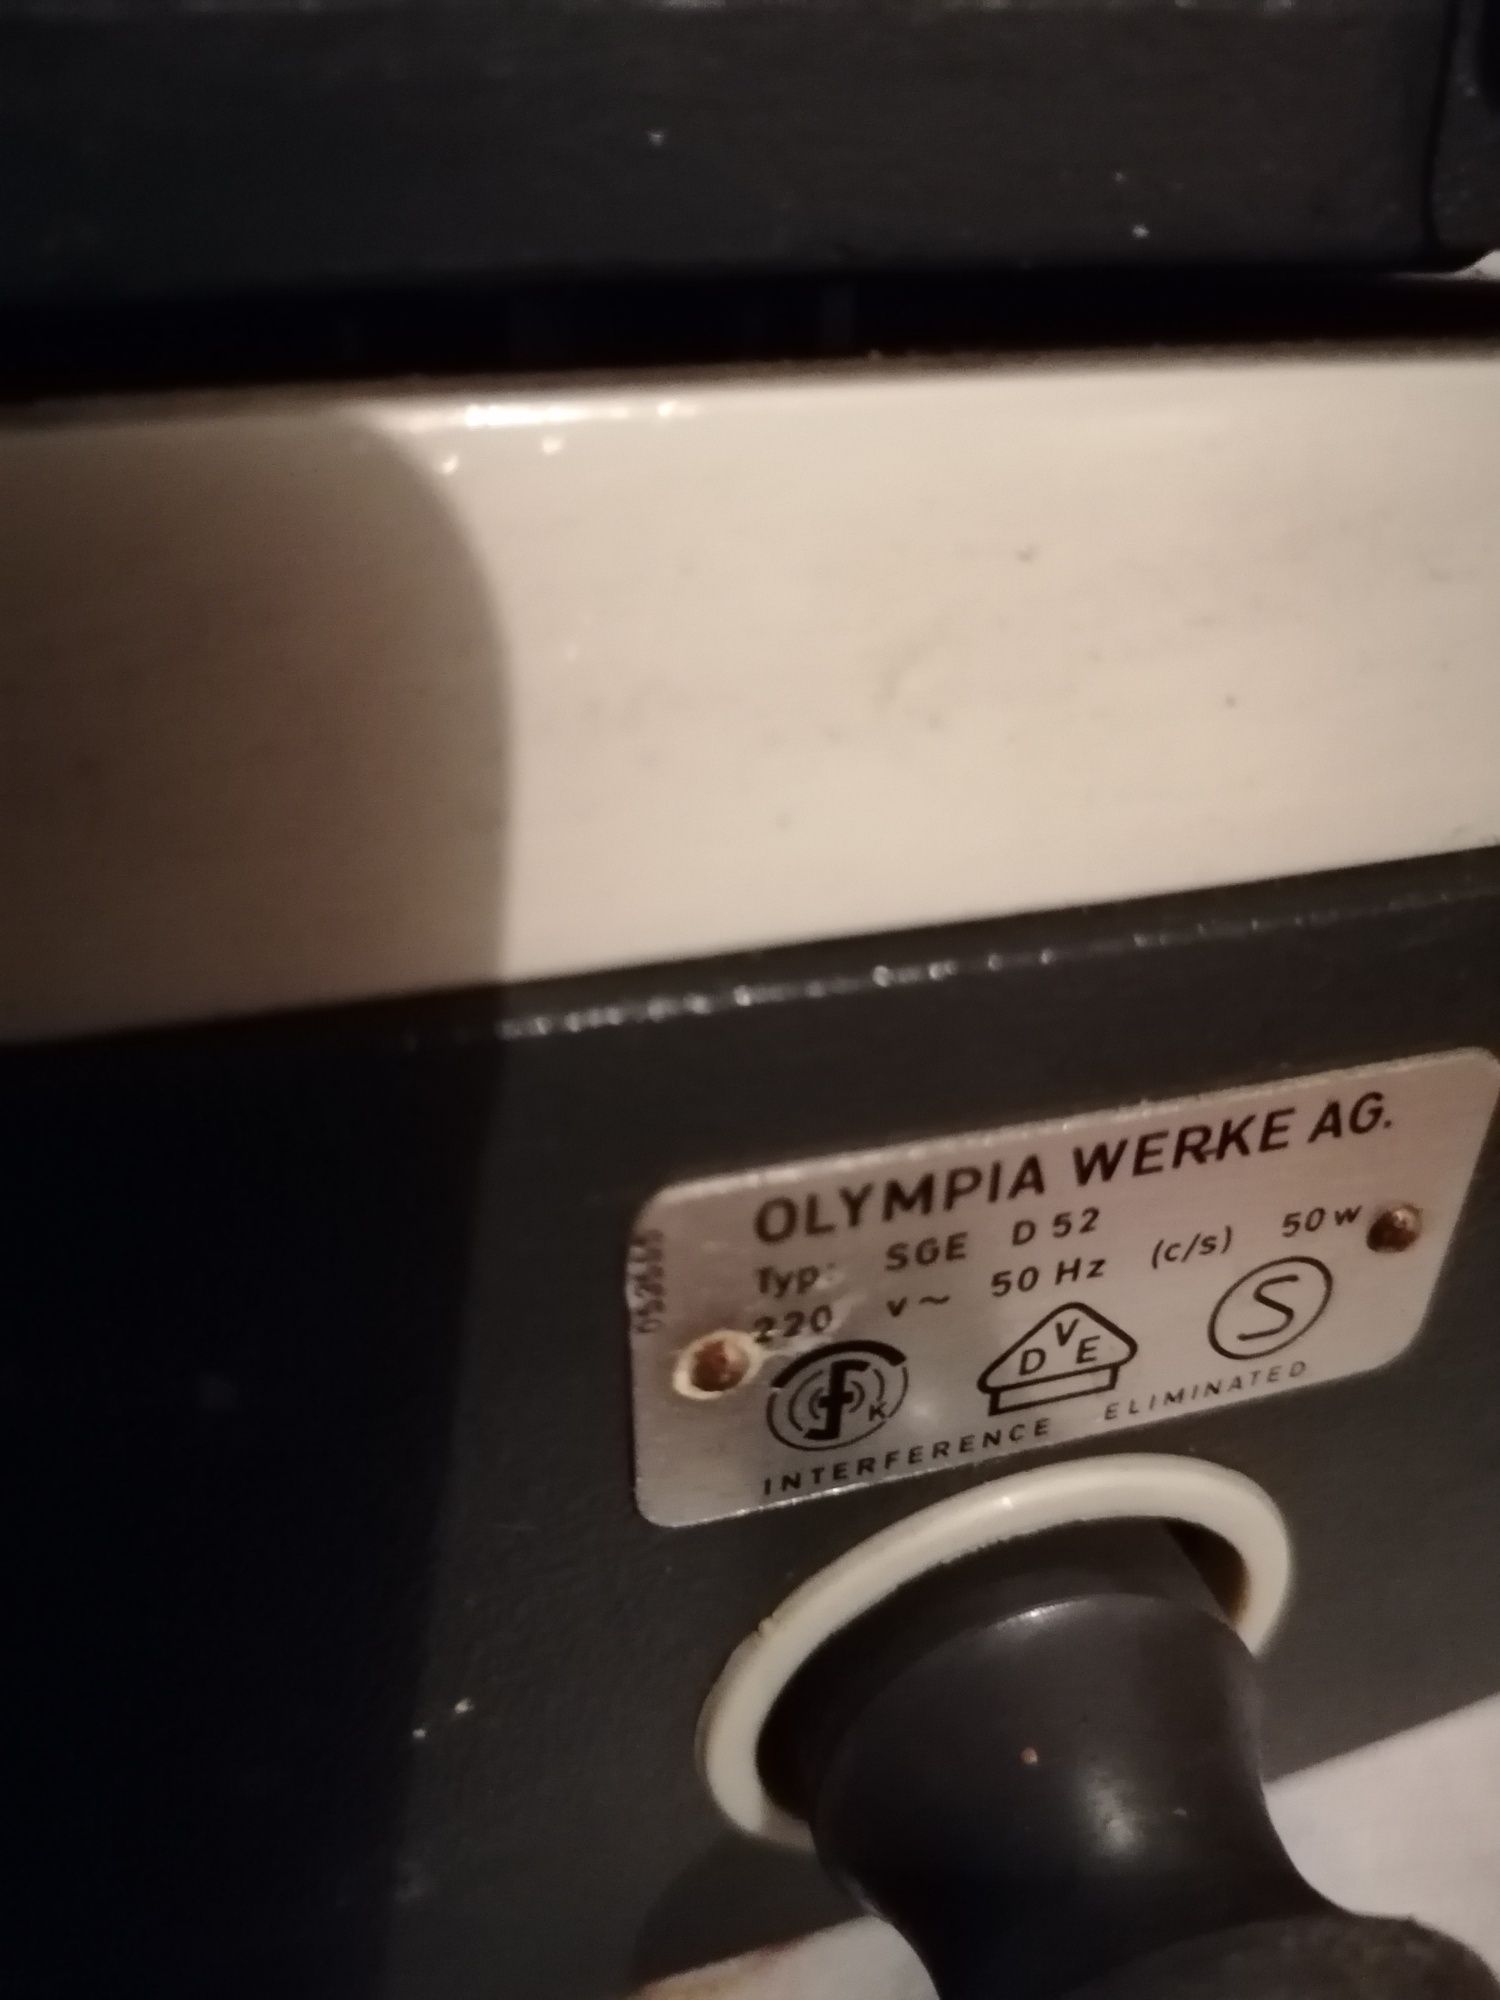 OLYMPIA WERKE AG.
Typ: SGE D 52
220 V~ 50 Hz (c/s) 50 W
F K
D V E
S
INTERFERENCE ELIMINATED